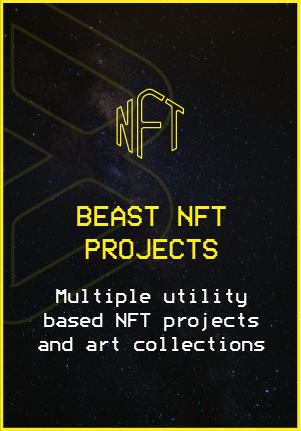 NFT
BEAST NFT
PROJECTS
Multiple utility
based NFT projects
and art collections